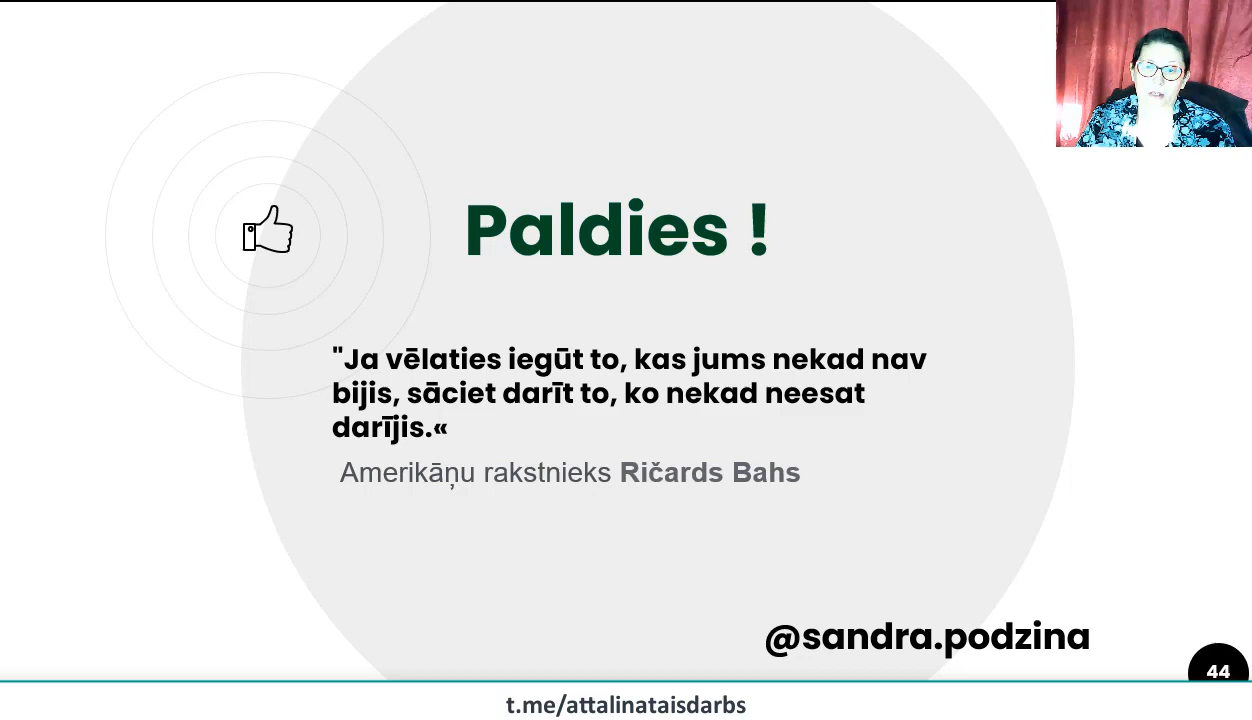 Paldies !
"Ja vēlaties iegūt to, kas jums nekad nav
bijis, sāciet darīt to, ko nekad neesat
darījis.«
Amerikāņu rakstnieks Ričards Bahs
@sandra.podzina
44
t.me/attalinataisdarbs